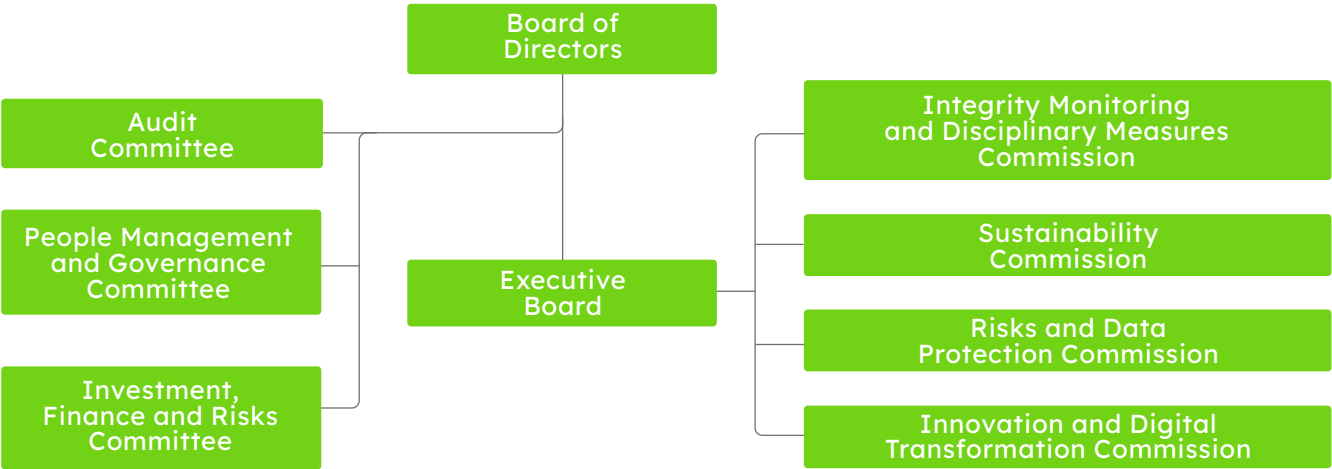 Board of
Directors
Audit
Committee
People Management
and Governance
Committee
Investment,
Finance and Risks
Committee
Executive
Board
Integrity Monitoring
and Disciplinary Measures
Commission
Sustainability
Commission
Risks and Data
Protection Commission
Innovation and Digital
Transformation Commission